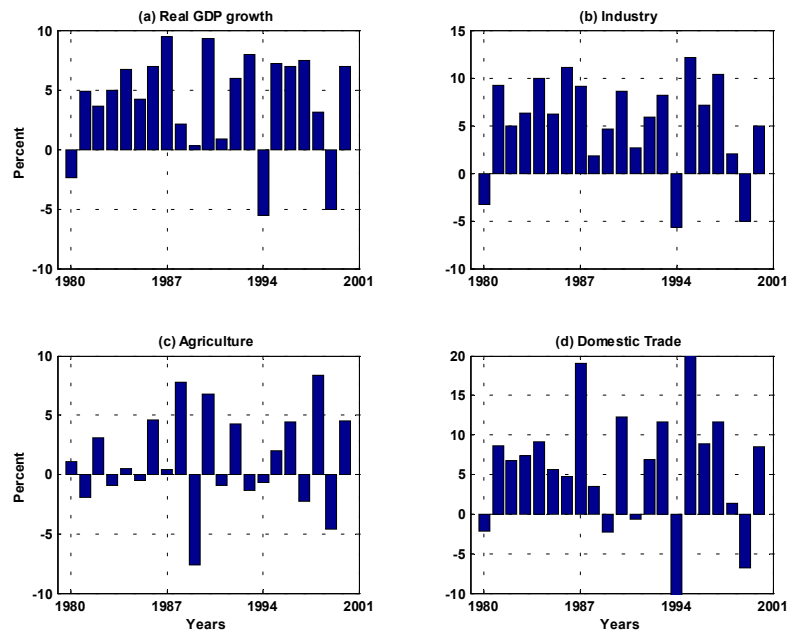 (a) Real GDP growth
10
5
0
-5
-10
Percent
1980 1987 1994 2001
(b) Industry
15
10
5
0
-5
-10
1980 1987 1994 2001
(c) Agriculture
10
5
0
-5
-10
Percent
1980 1987 1994 2001
Years
(d) Domestic Trade
20
15
10
5
0
-5
-10
1980 1987 1994 2001
Years